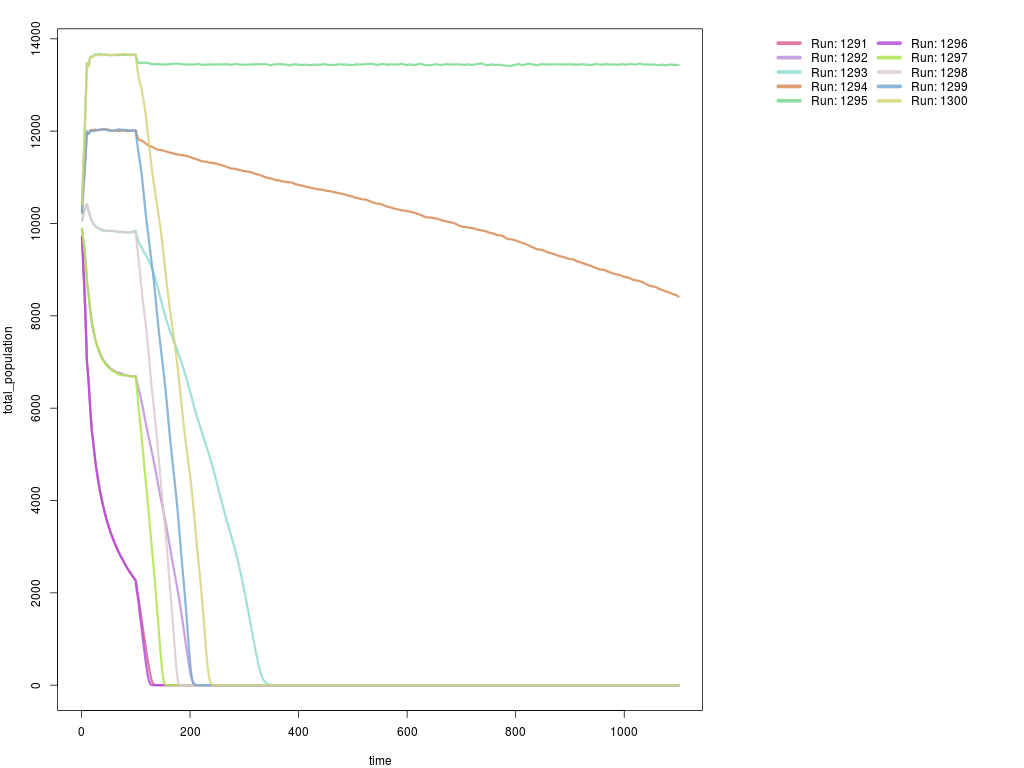 Run: 1291
Run: 1292
Run: 1293
Run: 1294
Run: 1295
Run: 1296
Run: 1297
Run: 1298
Run: 1299
Run: 1300
total_population
14000
12000
10000
8000
6000
4000
2000
0
0 200 400 600 800 1000
time